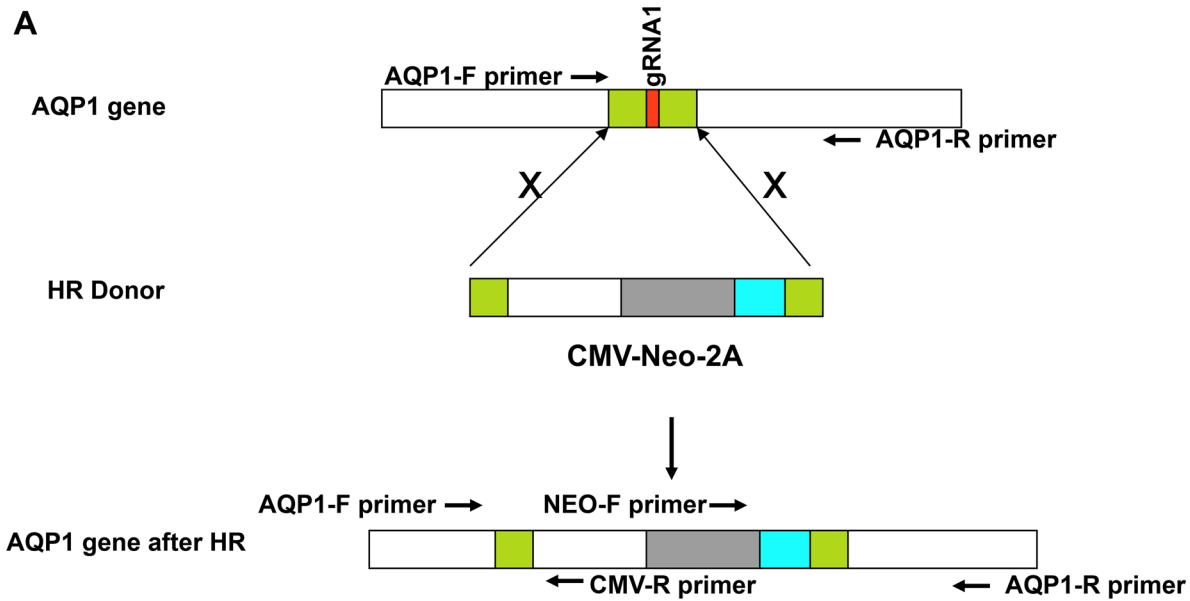 A
gRNA1
AQP1-F primer
AQP1 gene
AQP1-R primer
X X
HR Donor
CMV-Neo-2A
AQP1-F primer NEO-F primer
AQP1 gene after HR
CMV-R primer AQP1-R primer